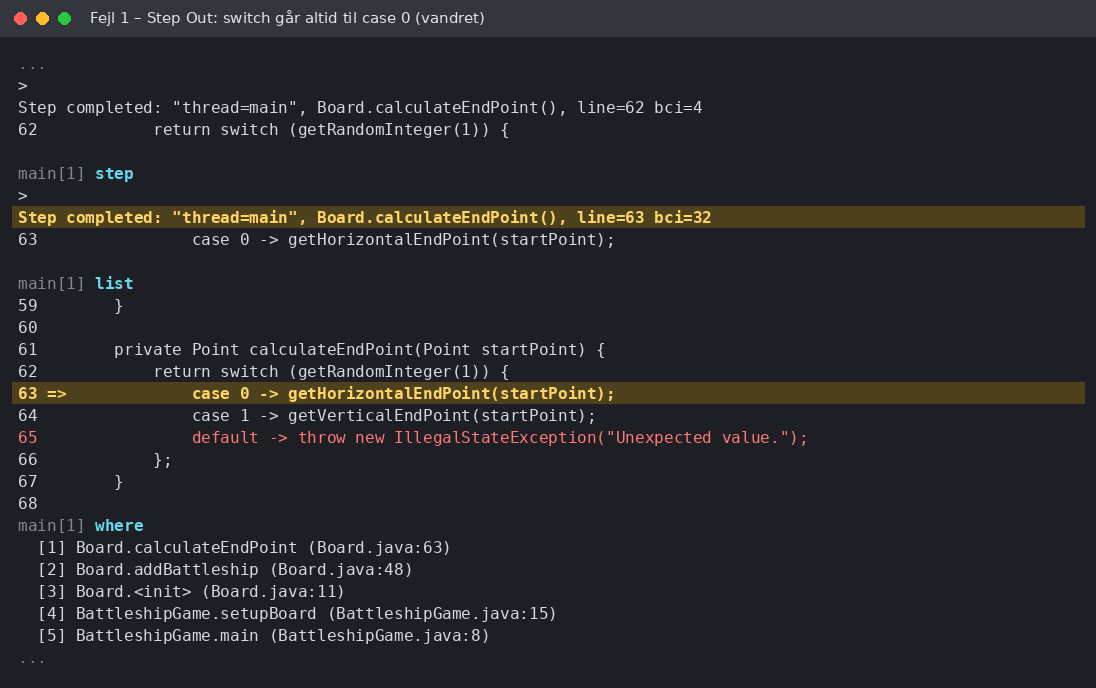 Fejl 1 – Step Out: switch går altid til case 0 (vandret)
...
>
Step completed: "thread=main", Board.calculateEndPoint(), line=62 bci=4
62            return switch (getRandomInteger(1)) {
main[1] step
>
Step completed: "thread=main", Board.calculateEndPoint(), line=63 bci=32
63                case 0 -> getHorizontalEndPoint(startPoint);
main[1] list
59        }
60
61        private Point calculateEndPoint(Point startPoint) {
62            return switch (getRandomInteger(1)) {
63 =>             case 0 -> getHorizontalEndPoint(startPoint);
64                case 1 -> getVerticalEndPoint(startPoint);
65                default -> throw new IllegalStateException("Unexpected value.");
66            };
67        }
68
main[1] where
  [1] Board.calculateEndPoint (Board.java:63)
  [2] Board.addBattleship (Board.java:48)
  [3] Board.<init> (Board.java:11)
  [4] BattleshipGame.setupBoard (BattleshipGame.java:15)
  [5] BattleshipGame.main (BattleshipGame.java:8)
...